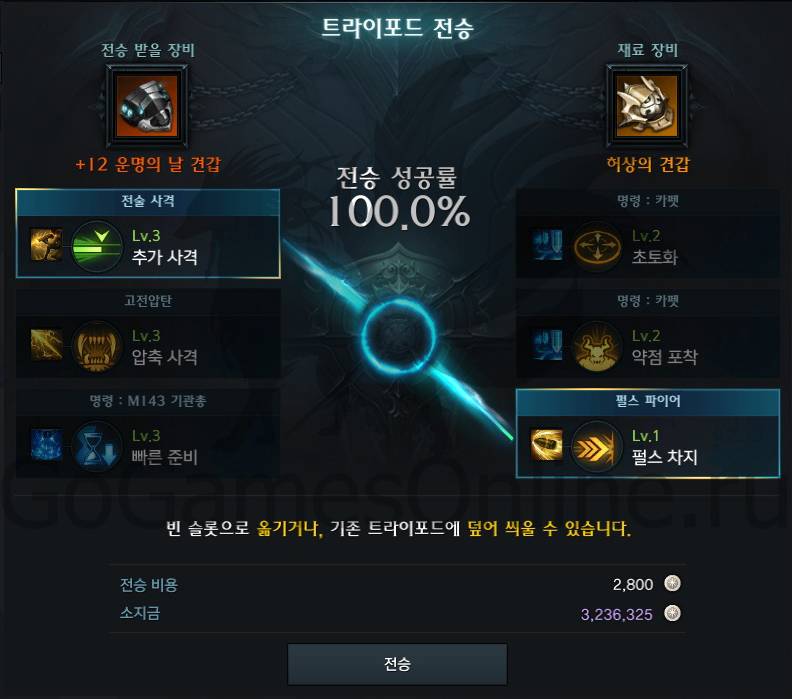 트라이포드 전승
전승 받을 장비
재료 장비
+12 운명의 날 견갑
허상의 견갑
전승 성공률
100.0%
전술 사격
Lv.3
추가 사격
고전압탄
Lv.3
압축 사격
명령 : M143 기관총
Lv.3
빠른 준비
명령 : 카펫
Lv.2
초토화
명령 : 카펫
Lv.2
약점 포착
펄스 파이어
Lv.1
펄스 차지
GoGamesOnline.ru
빈 슬롯으로 옮기거나, 기존 트라이포드에 덮어 씌울 수 있습니다.
전승 비용 2,800
소지금 3,236,325
전승